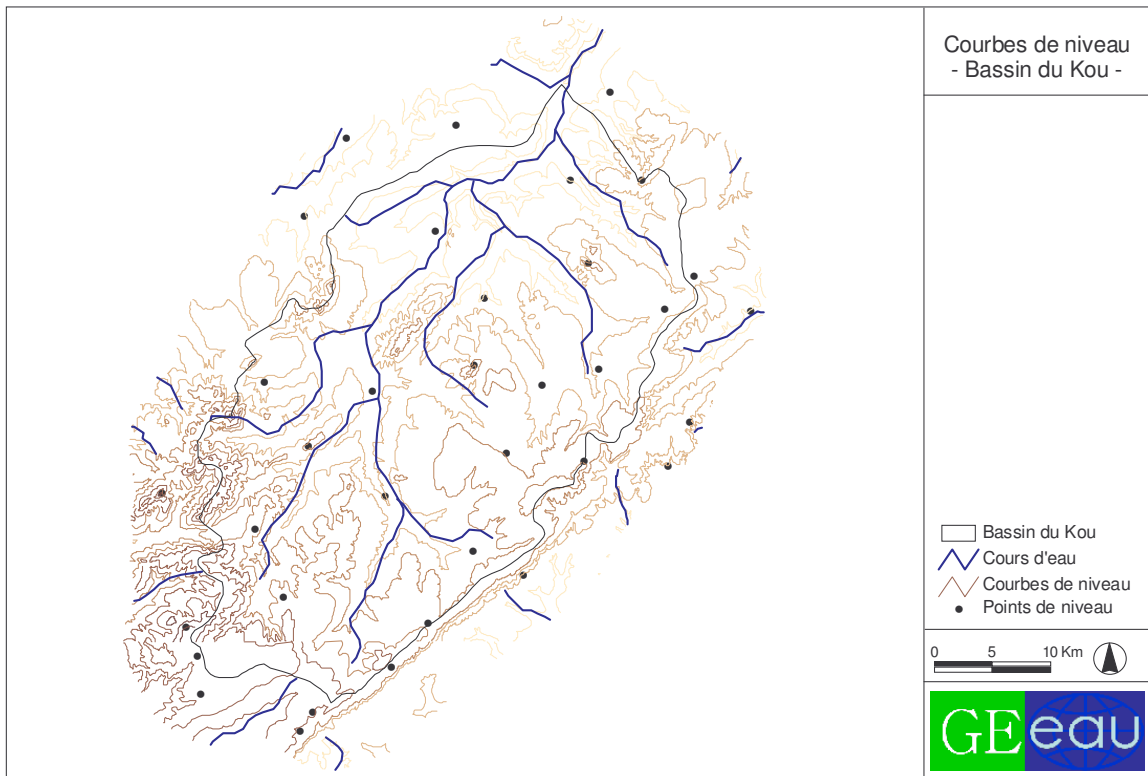 Courbes de niveau
- Bassin du Kou -
Bassin du Kou
Cours d'eau
Courbes de niveau
Points de niveau
0 5 10 Km
GEeau